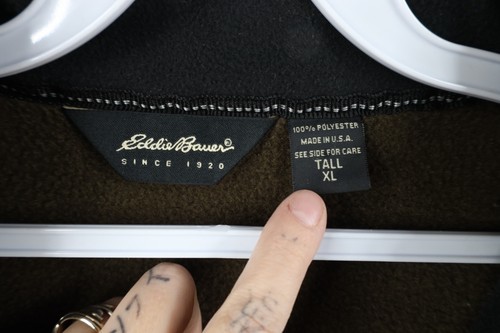 Eddie Bauer®
SINCE 1920
100% POLYESTER
MADE IN U.S.A.
SEE SIDE FOR CARE
TALL
XL